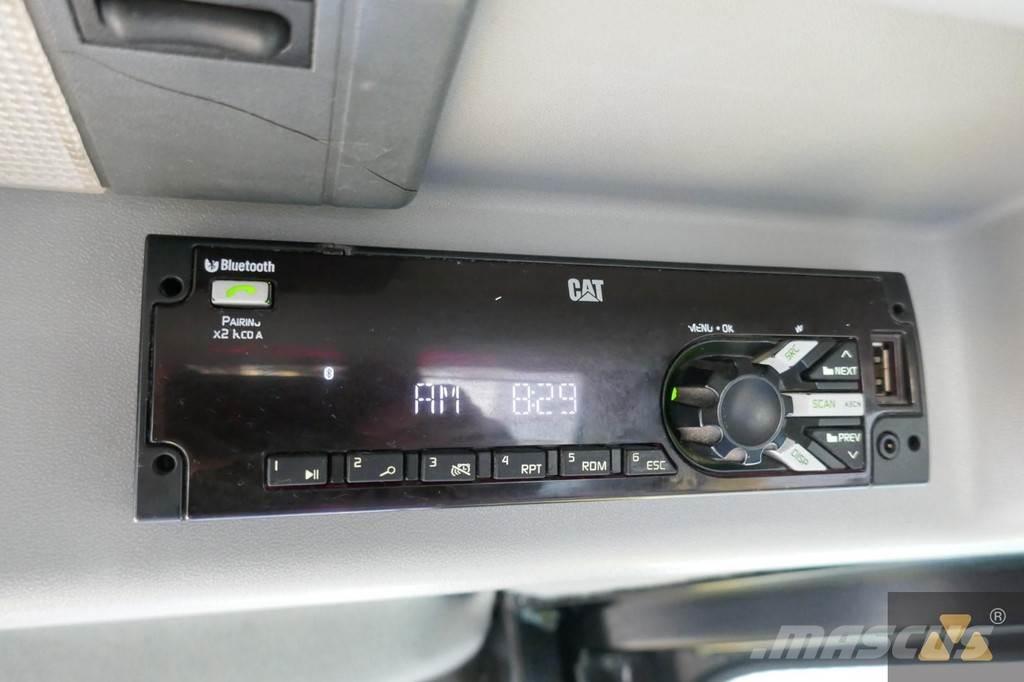 Bluetooth
CAT
PAIRING
MENU • OK
SRC
NEXT
SCAN
PREV
DISP
AM 8:29
1
2
3
4 RPT
5 RDM
6 ESC
MASCUS ®